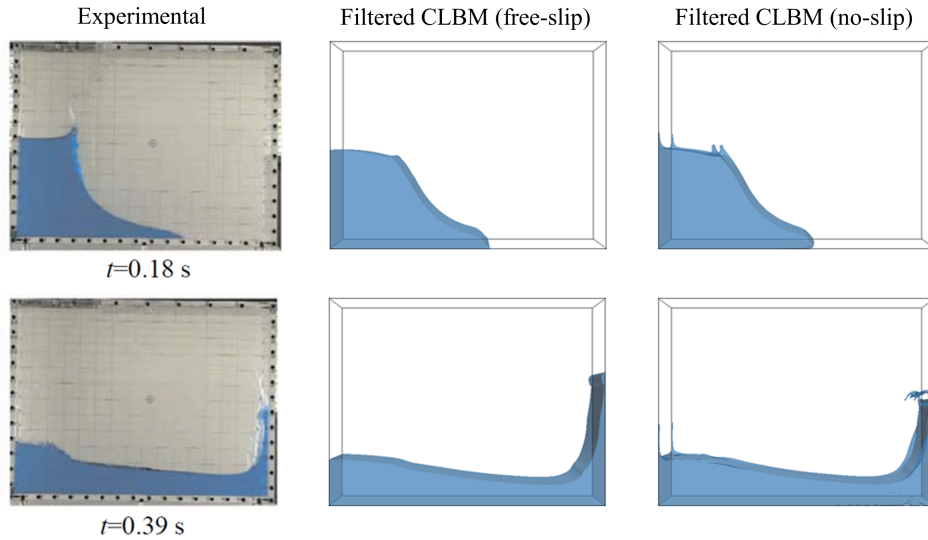 Experimental
Filtered CLBM (free-slip)
Filtered CLBM (no-slip)
t=0.18 s
t=0.39 s